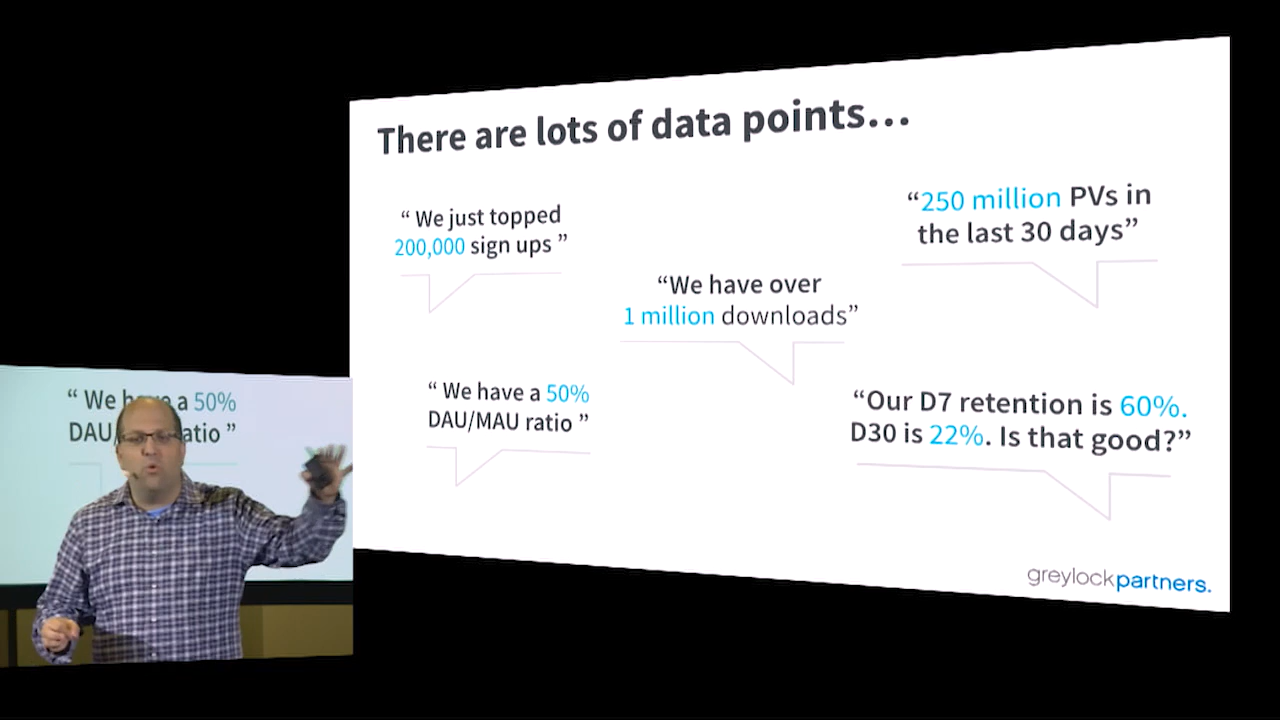 There are lots of data points...
“ We just topped
200,000 sign ups ”
“250 million PVs in
the last 30 days”
“We have over
1 million downloads”
“ We have a 50%
DAU/MAU ratio ”
“Our D7 retention is 60%.
D30 is 22%. Is that good?”
greylockpartners.
“ We have a 50%
DAU/ atio ”